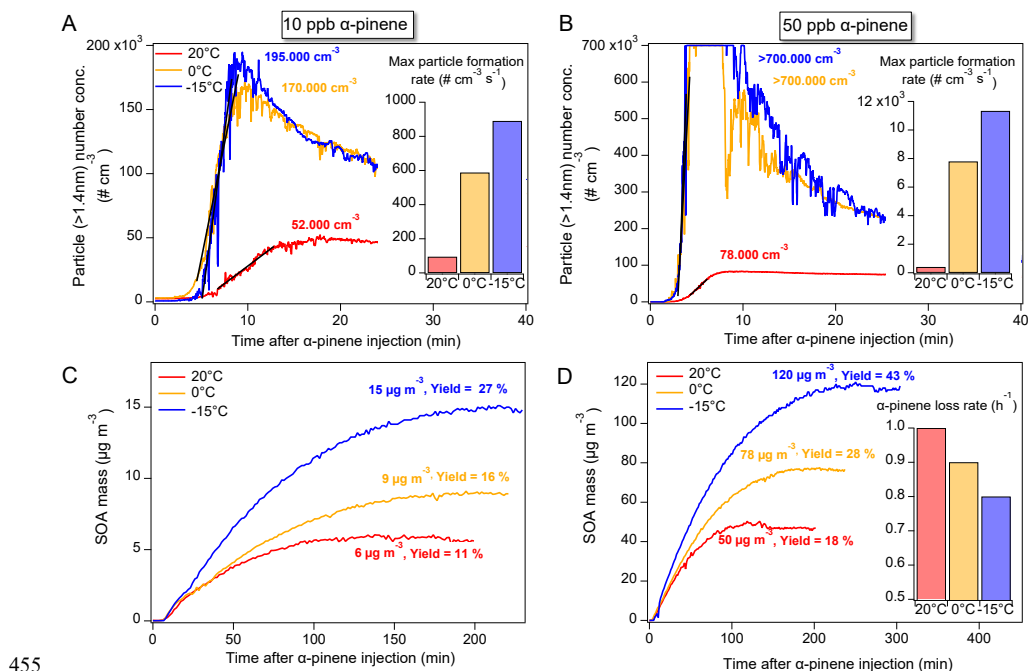 10 ppb α-pinene
50 ppb α-pinene
A
200 x10³
150
100
50
0
Particle (>1.4nm) number conc.
(# cm⁻³)
20°C
0°C
-15°C
195.000 cm⁻³
170.000 cm⁻³
52.000 cm⁻³
Max particle formation
rate (# cm⁻³ s⁻¹)
1000
800
600
400
200
0
20°C 0°C -15°C
0 10 20 30 40
Time after α-pinene injection (min)
B
700 x10³
600
500
400
300
200
100
0
Particle (>1.4nm) number conc.
(# cm⁻³)
20°C
0°C
-15°C
>700.000 cm⁻³
>700.000 cm⁻³
78.000 cm⁻³
Max particle formation
rate (# cm⁻³ s⁻¹)
12 x10³
10
8
6
4
2
0
20°C 0°C -15°C
0 10 20 30 40
Time after α-pinene injection (min)
C
15
10
5
0
SOA mass (µg m⁻³)
20°C
0°C
-15°C
15 µg m⁻³, Yield = 27 %
9 µg m⁻³, Yield = 16 %
6 µg m⁻³, Yield = 11 %
0 50 100 150 200
Time after α-pinene injection (min)
D
120
100
80
60
40
20
0
SOA mass (µg m⁻³)
20°C
0°C
-15°C
120 µg m⁻³, Yield = 43 %
78 µg m⁻³, Yield = 28 %
50 µg m⁻³, Yield = 18 %
α-pinene loss rate (h⁻¹)
1.0
0.9
0.8
0.7
0.6
0.5
20°C 0°C -15°C
0 100 200 300 400
Time after α-pinene injection (min)
455